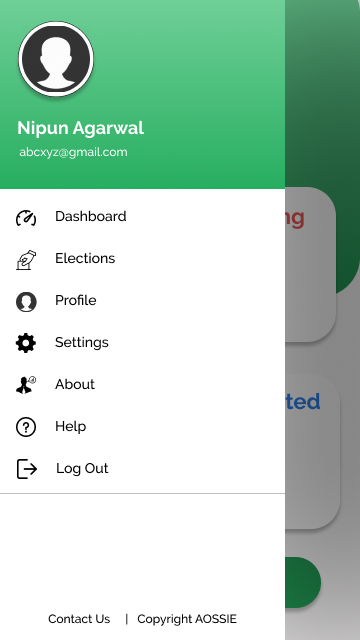 Nipun Agarwal
abcxyz@gmail.com
ng
Dashboard
Elections
Profile
Settings
About
ted
Help
Log Out
Contact Us | Copyright AOSSIE